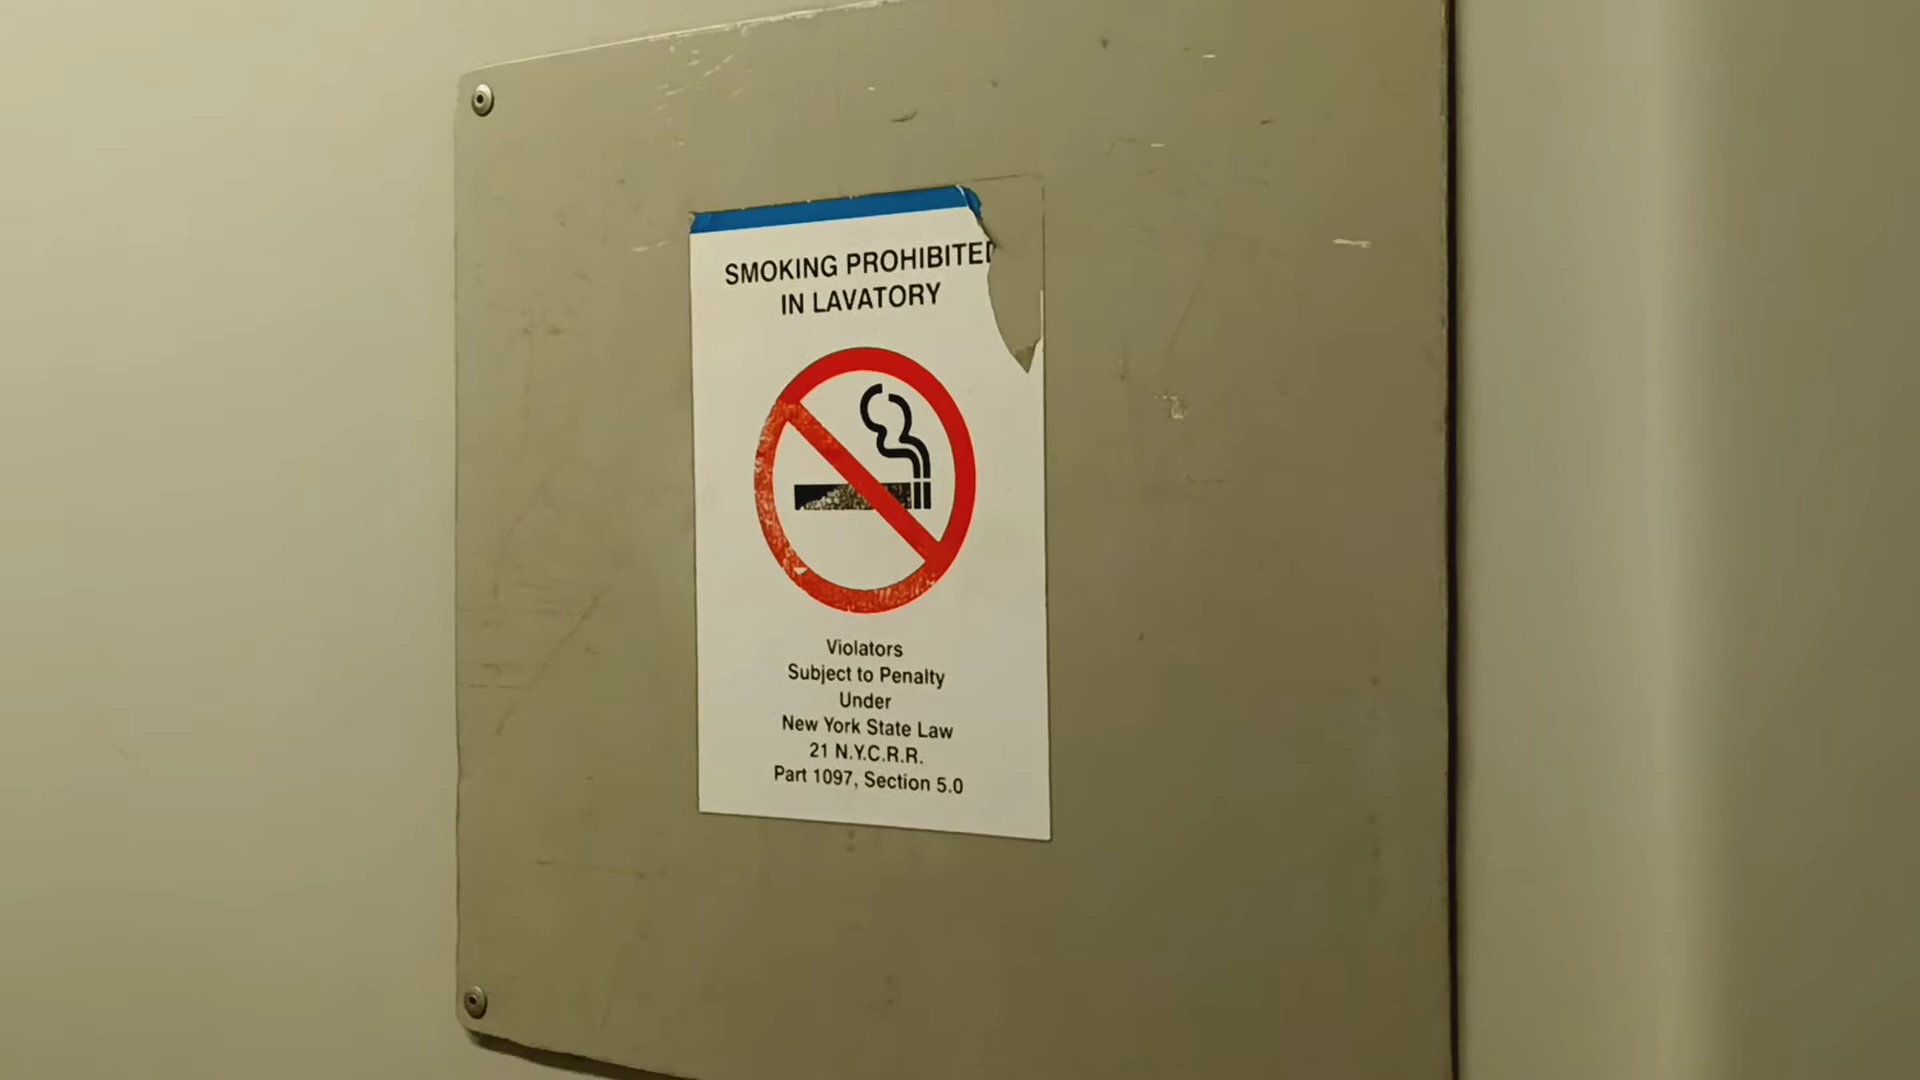 SMOKING PROHIBITED
IN LAVATORY
Violators
Subject to Penalty
Under
New York State Law
21 N.Y.C.R.R.
Part 1097, Section 5.0